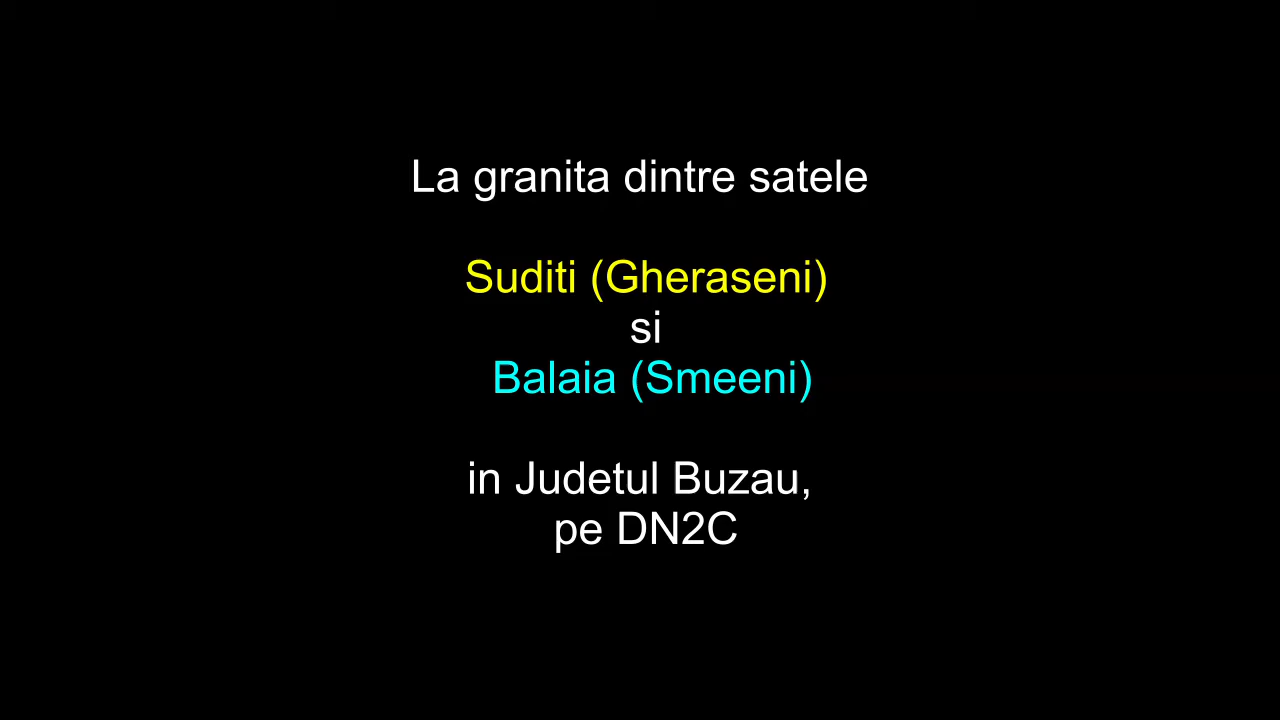 La granita dintre satele
Suditi (Gheraseni)
si
Balaia (Smeeni)
in Judetul Buzau,
pe DN2C